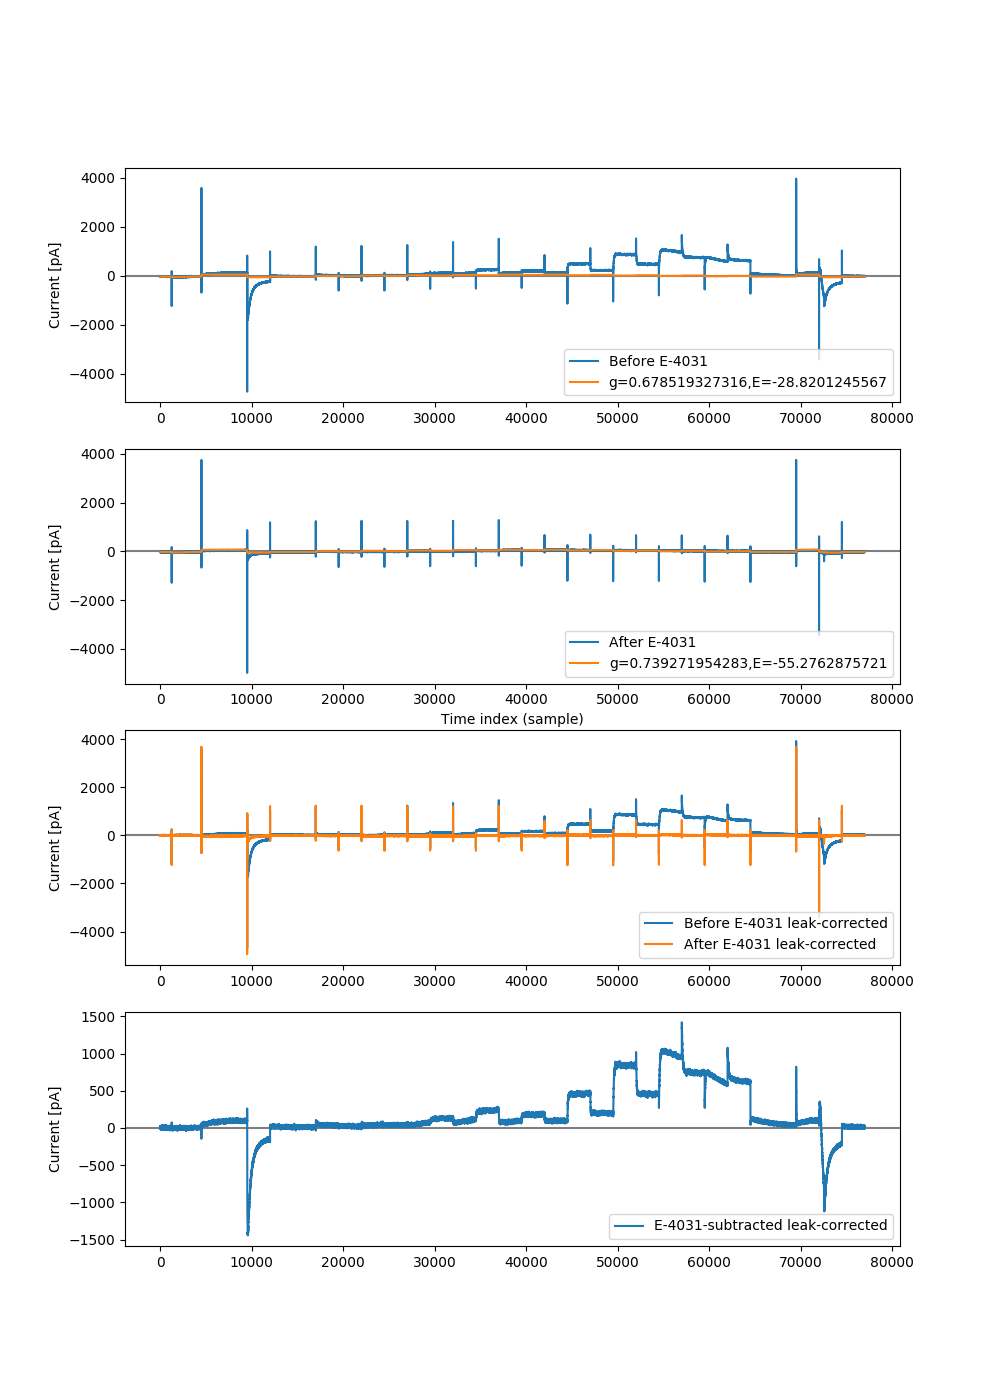 4000
2000
0
−2000
−4000
Current [pA]
Before E-4031
g=0.678519327316,E=-28.8201245567
0 10000 20000 30000 40000 50000 60000 70000 80000
4000
2000
0
−2000
−4000
Current [pA]
After E-4031
g=0.739271954283,E=-55.2762875721
0 10000 20000 30000 40000 50000 60000 70000 80000
Time index (sample)
4000
2000
0
−2000
−4000
Current [pA]
Before E-4031 leak-corrected
After E-4031 leak-corrected
0 10000 20000 30000 40000 50000 60000 70000 80000
1500
1000
500
0
−500
−1000
−1500
Current [pA]
E-4031-subtracted leak-corrected
0 10000 20000 30000 40000 50000 60000 70000 80000